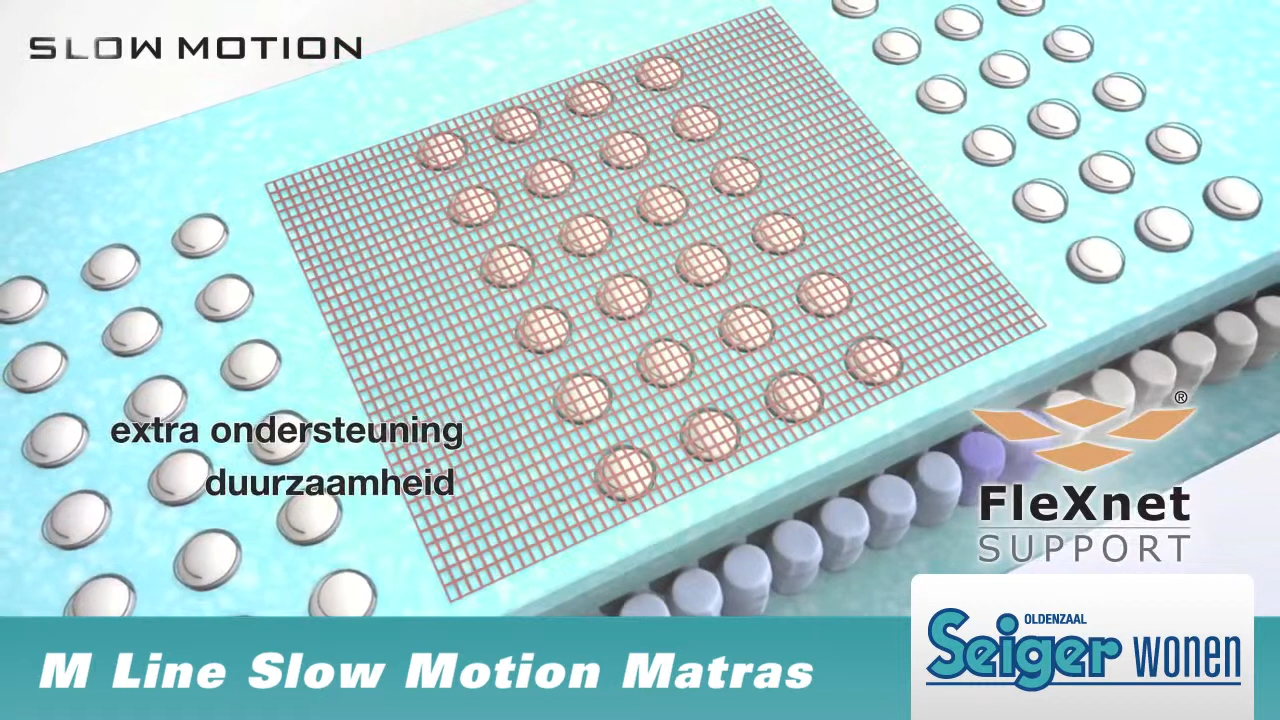 SLOW MOTION
extra ondersteuning
duurzaamheid
®
FleXnet
SUPPORT
OLDENZAAL
Seiger wonen
M Line Slow Motion Matras